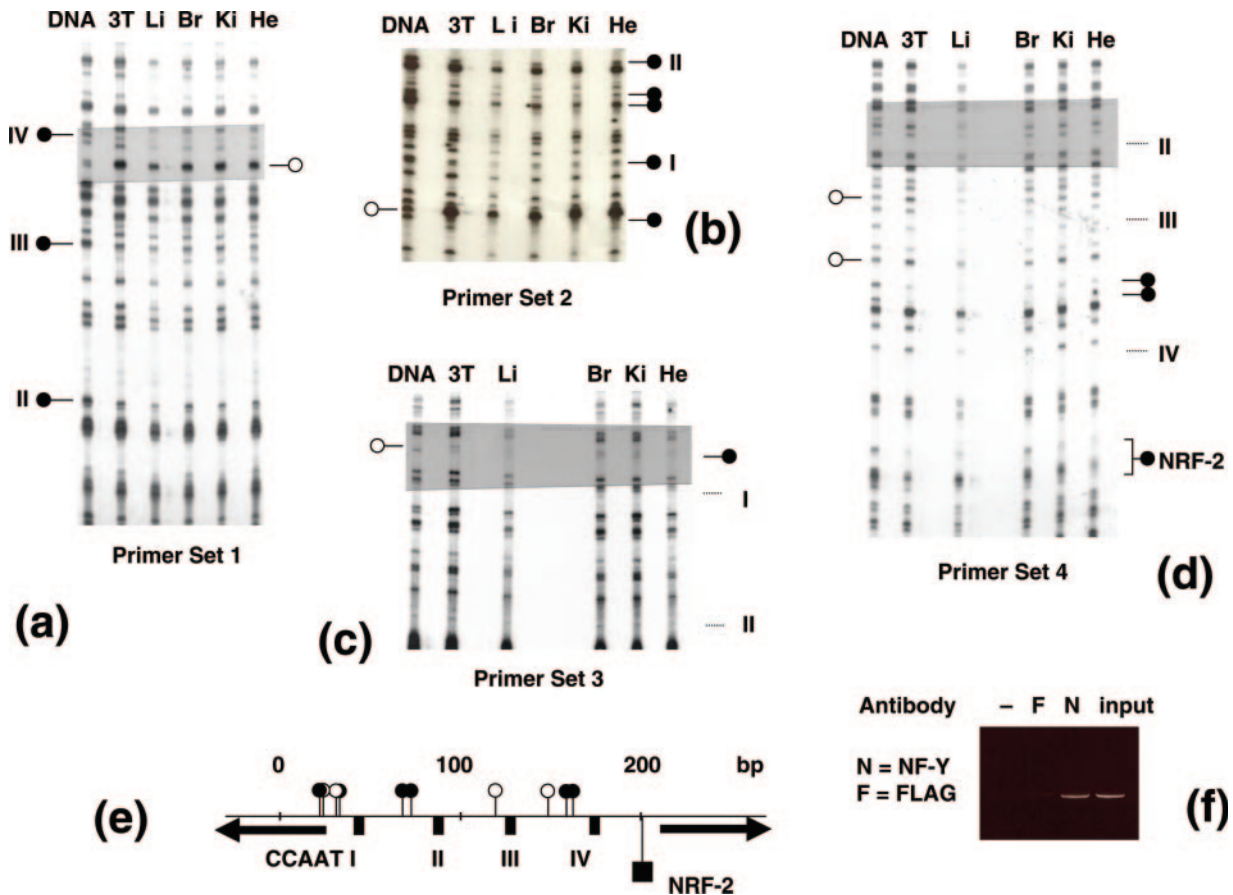 DNA 3T Li Br Ki He
IV
III
II
Primer Set 1
(a)
DNA 3T L i Br Ki He
II
I
(b)
Primer Set 2
DNA 3T Li Br Ki He
I
II
(c)
Primer Set 3
DNA 3T Li Br Ki He
II
III
IV
NRF-2
Primer Set 4
(d)
0 100 200 bp
(e)
CCAAT I II III IV
NRF-2
Antibody – F N input
N = NF-Y
F = FLAG
(f)